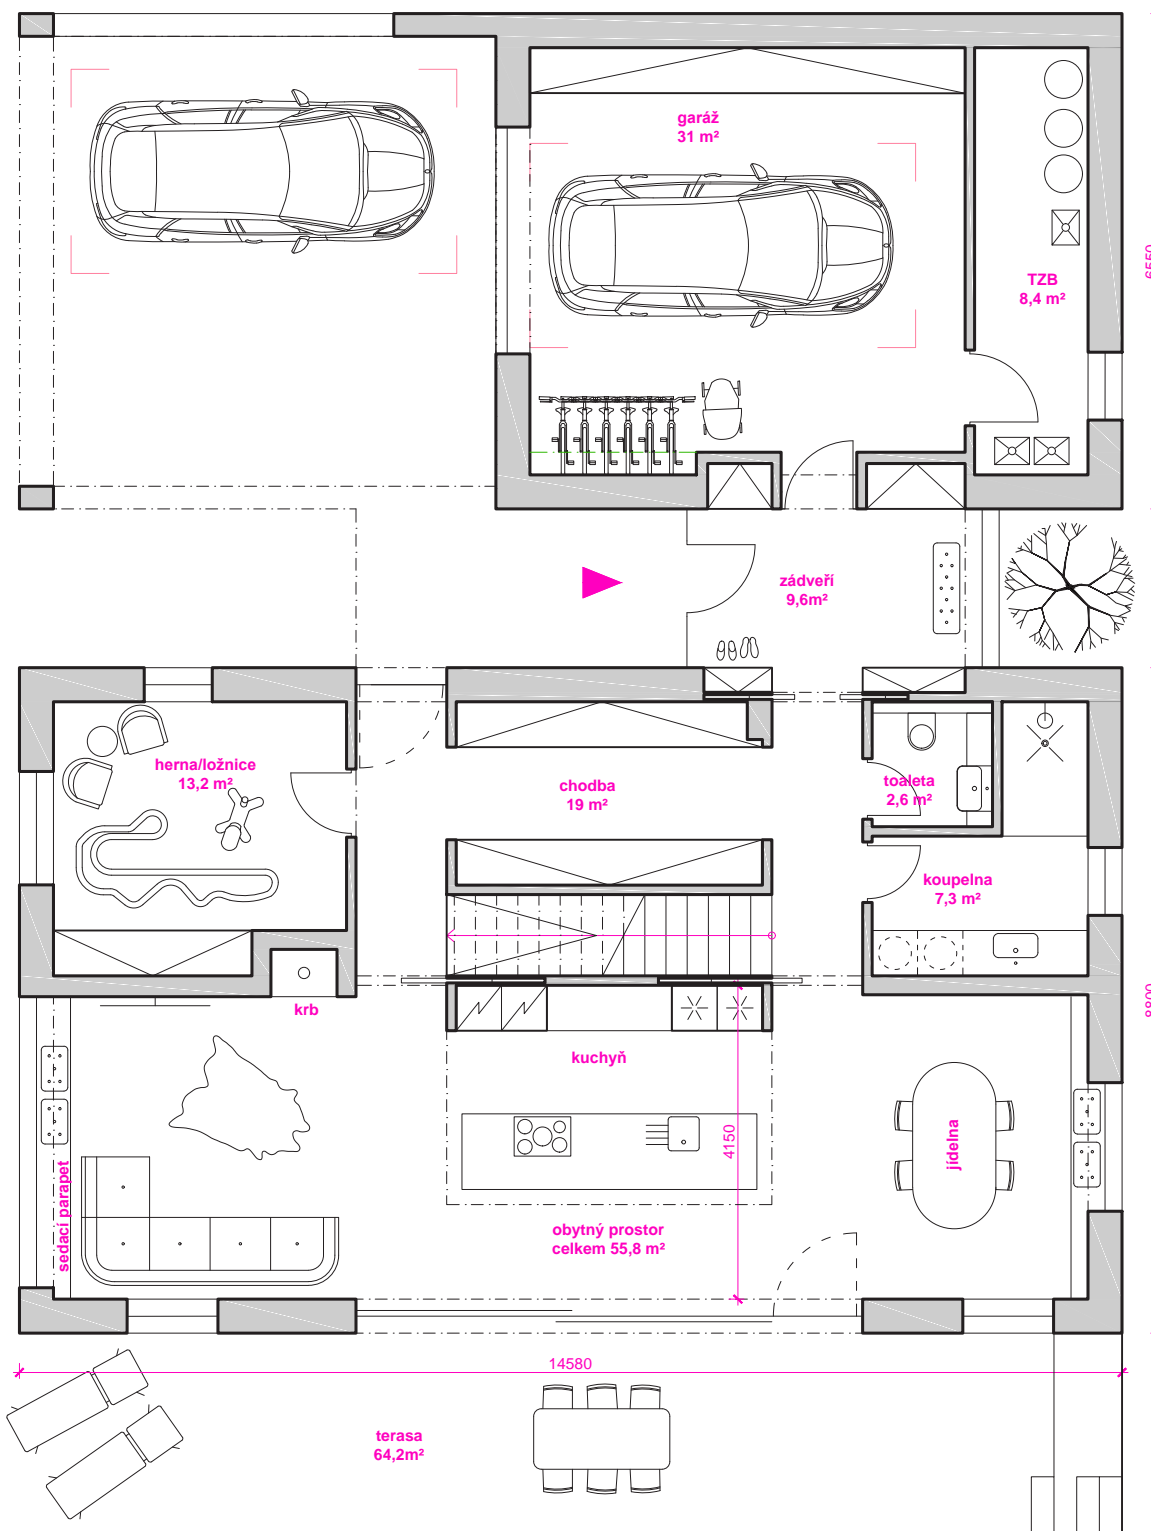 garáž
31 m²
TZB
8,4 m²
6550
zádveří
9,6m²
herna/ložnice
13,2 m²
chodba
19 m²
toaleta
2,6 m²
koupelna
7,3 m²
krb
8800
kuchyň
4150
jídelna
sedací parapet
obytný prostor
celkem 55,8 m²
14580
terasa
64,2m²